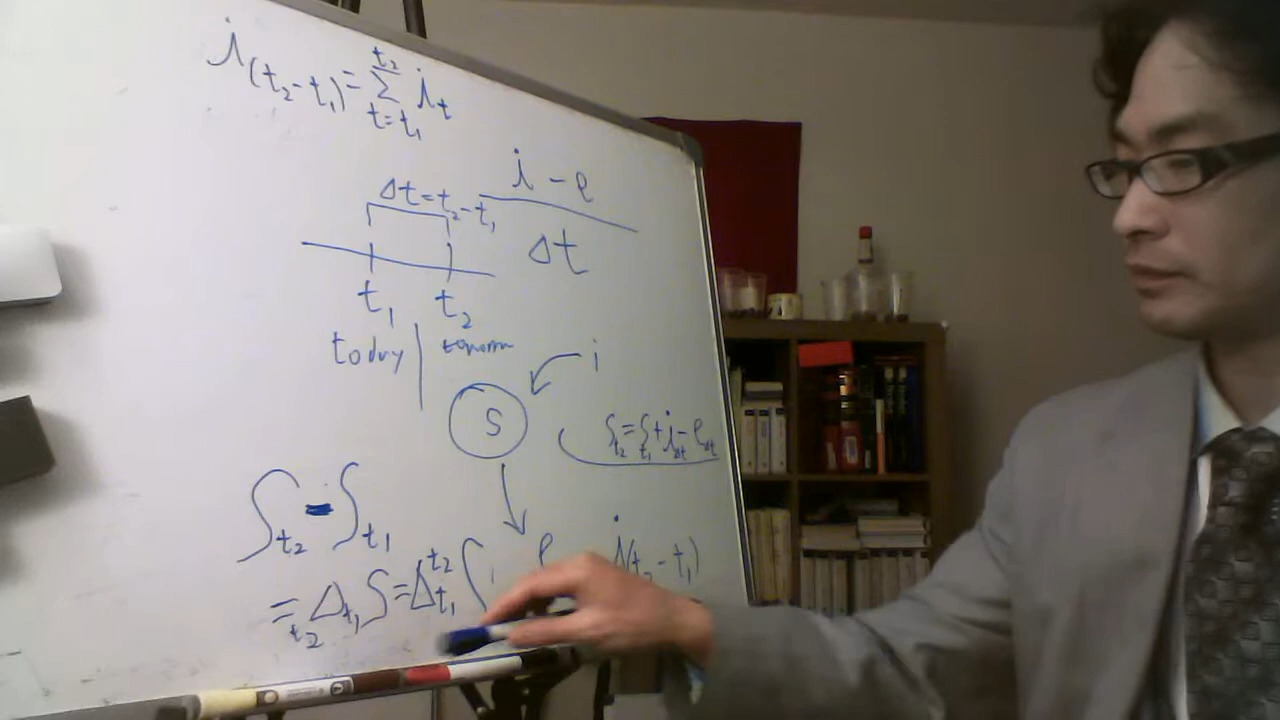 i(t₂-t₁) = Σ_{t=t₁}^{t₂} i_t
i - e
Δt = t₂-t₁
Δt
t₁ t₂
today
i
S
S_{t₂} = S_{t₁} + i_{Δt} - e_{Δt}
S_{t₂} - S_{t₁}
e
i(t₂-t₁)
= _{t₂}Δ_{t₁} S = Δ_{t₁}^{t₂} S